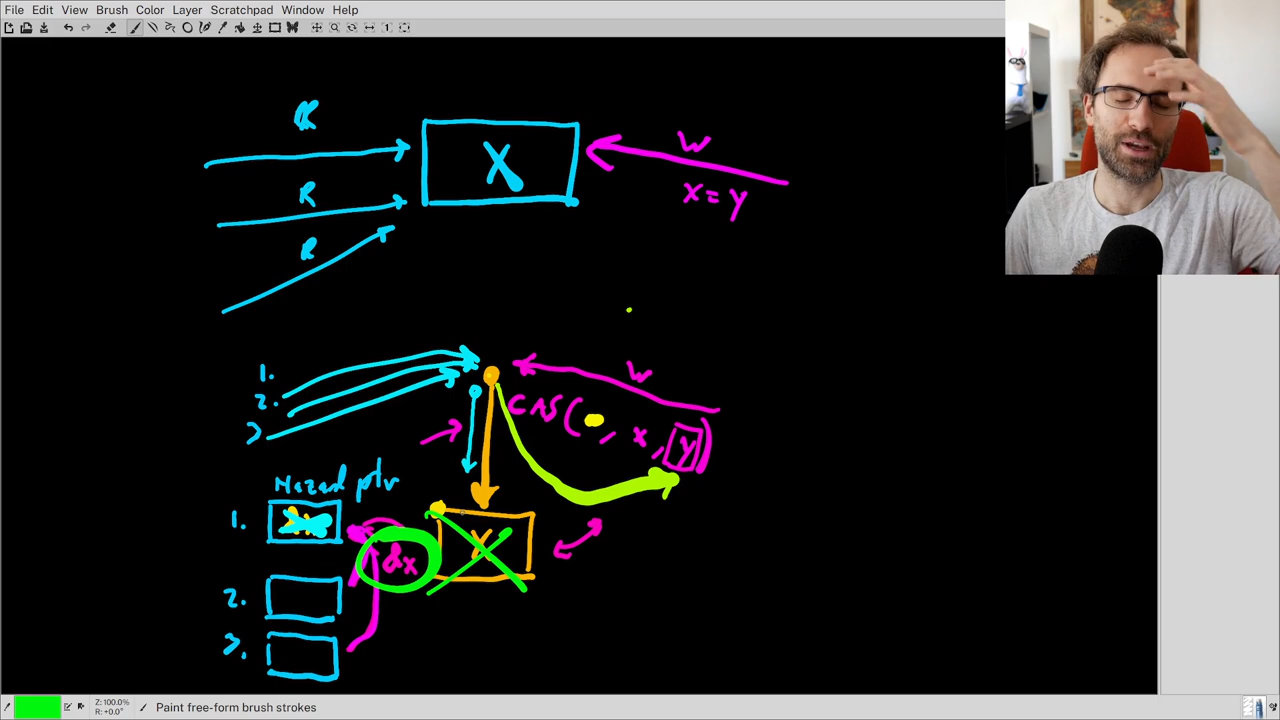 File Edit View Brush Color Layer Scratchpad Window Help
R
X
W
R
X=Y
R
1.
2.
3
W
CAS( , x, y)
Hazard ptr
1.
&x
2.
3.
Z: 100.0%
R: +0.0°
Paint free-form brush strokes